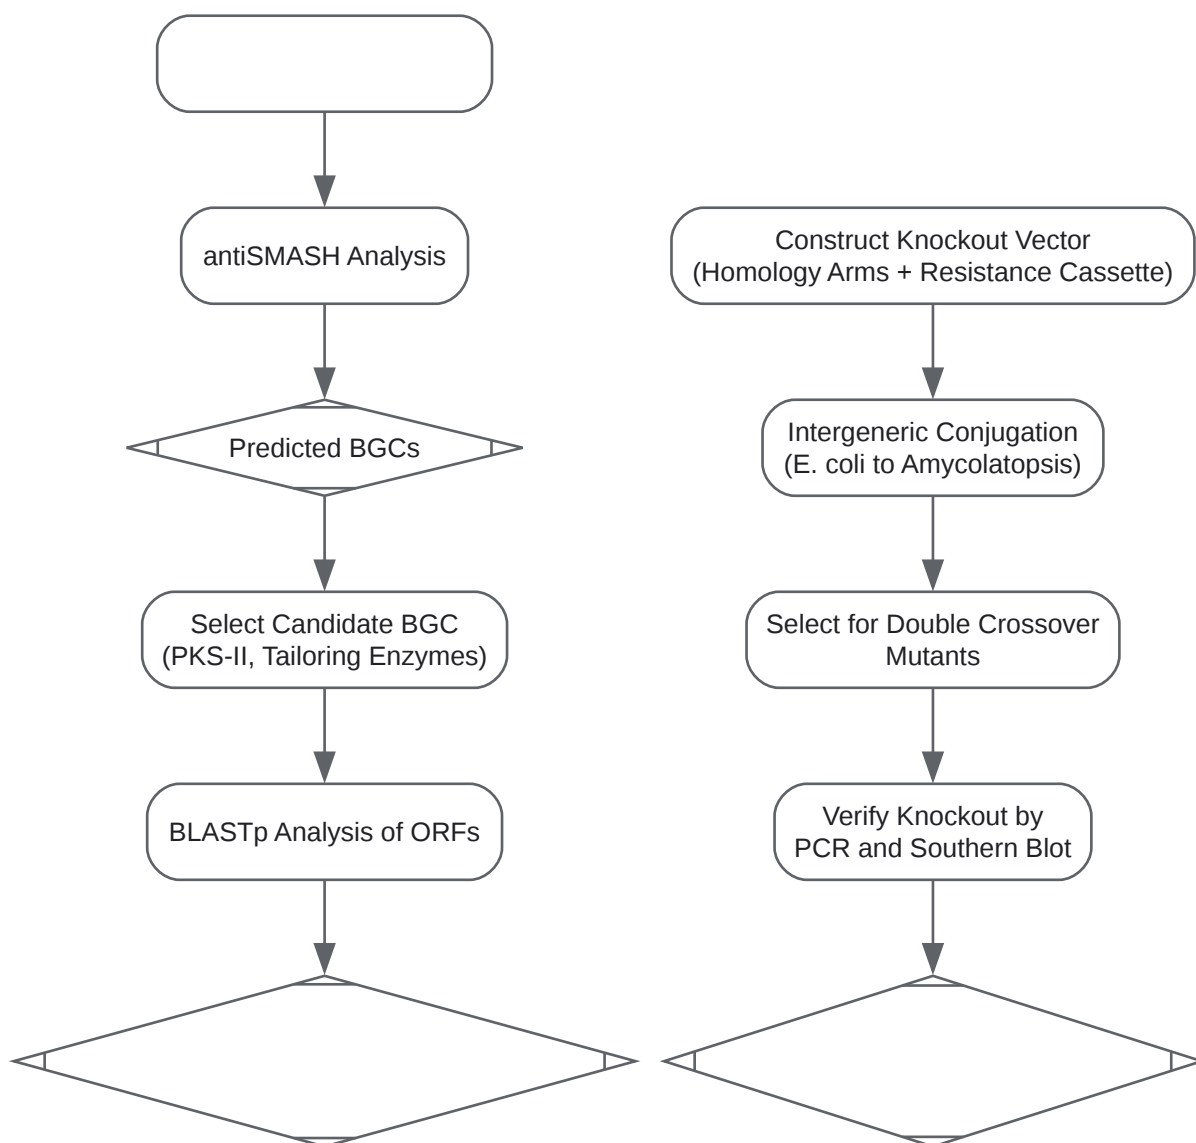 antiSMASH Analysis
Predicted BGCs
Select Candidate BGC
(PKS-II, Tailoring Enzymes)
BLASTp Analysis of ORFs
Construct Knockout Vector
(Homology Arms + Resistance Cassette)
Intergeneric Conjugation
(E. coli to Amycolatopsis)
Select for Double Crossover
Mutants
Verify Knockout by
PCR and Southern Blot